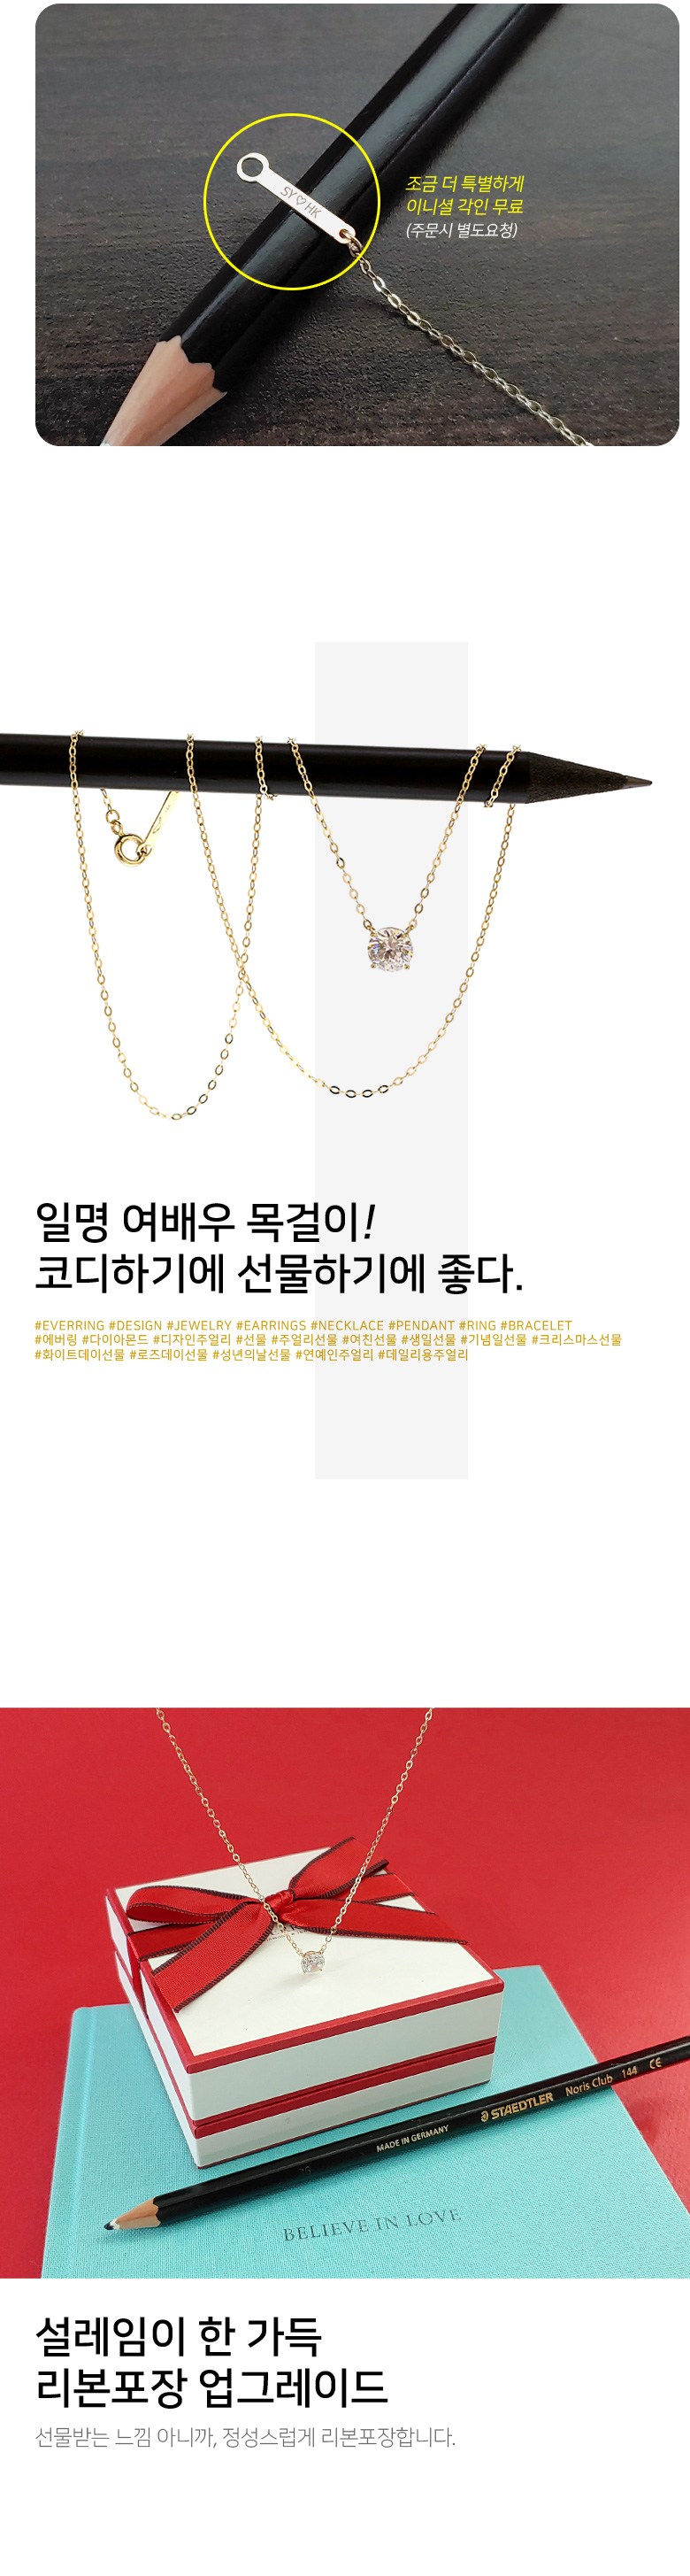 SY♡HK
조금 더 특별하게
이니셜 각인 무료
(주문시 별도요청)
일명 여배우 목걸이!
코디하기에 선물하기에 좋다.
#EVERRING #DESIGN #JEWELRY #EARRINGS #NECKLACE #PENDANT #RING #BRACELET
#에버링 #다이아몬드 #디자인주얼리 #선물 #주얼리선물 #여친선물 #생일선물 #기념일선물 #크리스마스선물
#화이트데이선물 #로즈데이선물 #성년의날선물 #연예인주얼리 #데일리용주얼리
STAEDTLER Noris Club 144 CE
MADE IN GERMANY
BELIEVE IN LOVE
설레임이 한 가득
리본포장 업그레이드
선물받는 느낌 아니까, 정성스럽게 리본포장합니다.